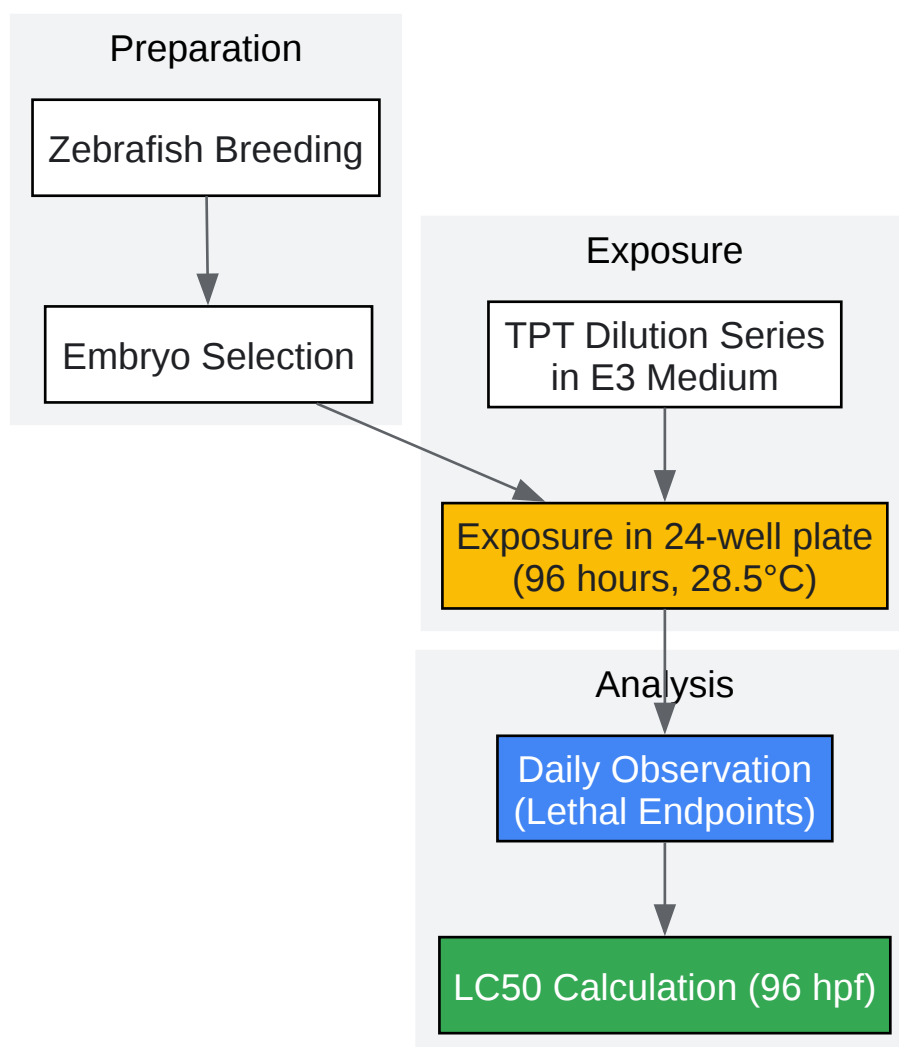 Preparation
Zebrafish Breeding
Embryo Selection
Exposure
TPT Dilution Series
in E3 Medium
Exposure in 24-well plate
(96 hours, 28.5°C)
Analysis
Daily Observation
(Lethal Endpoints)
LC50 Calculation (96 hpf)